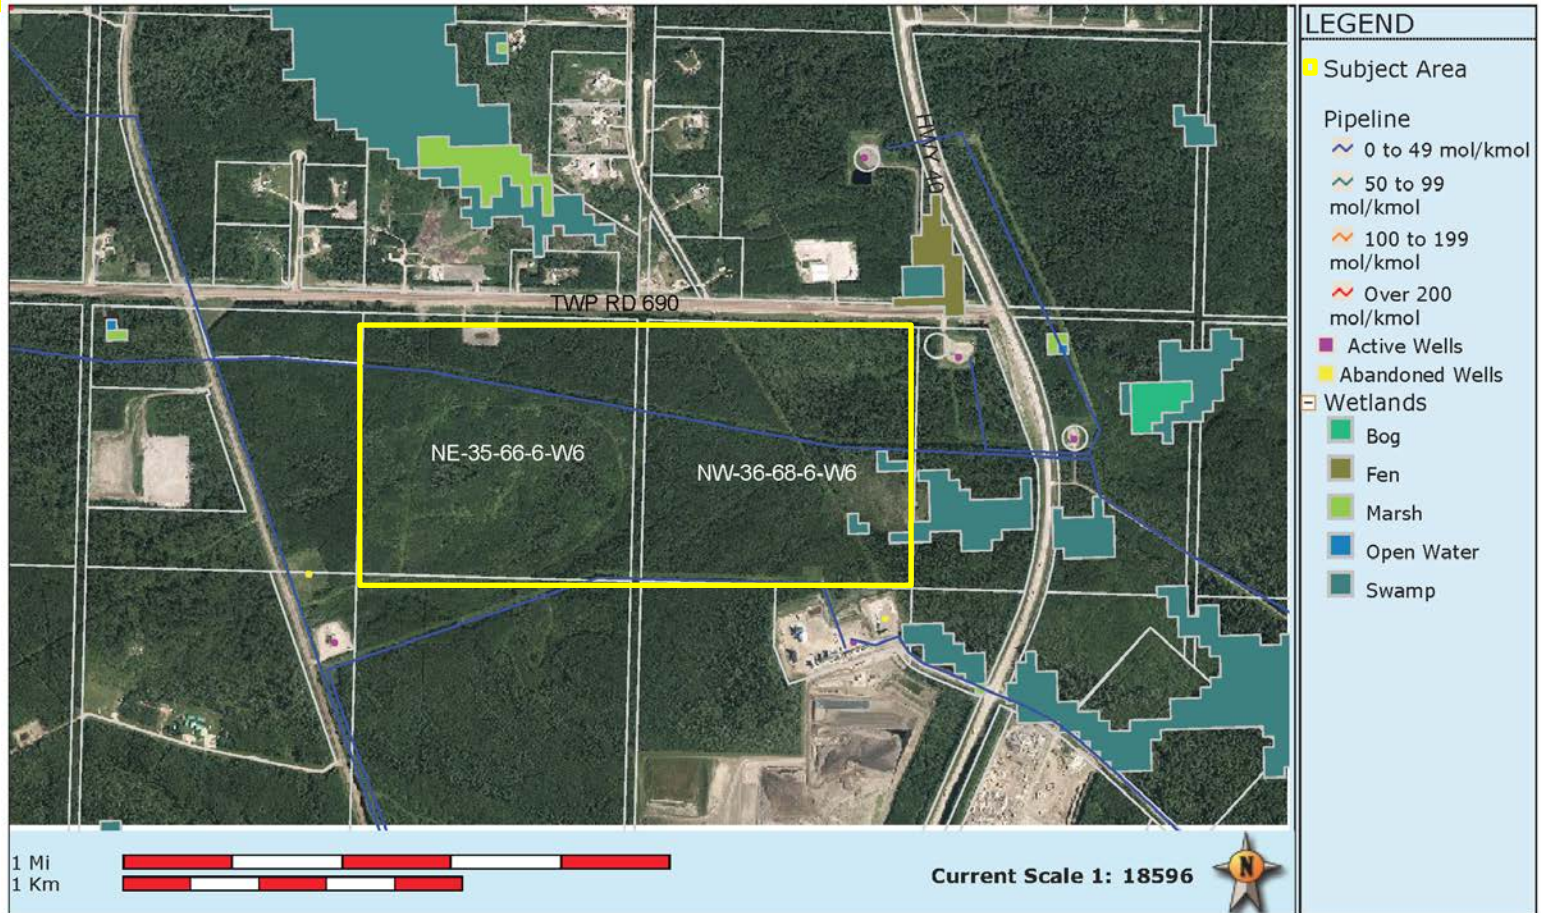 HWY 40
TWP RD 690
NE-35-66-6-W6
NW-36-68-6-W6
1 Mi
1 Km
Current Scale 1: 18596
N
LEGEND
Subject Area
Pipeline
0 to 49 mol/kmol
50 to 99
mol/kmol
100 to 199
mol/kmol
Over 200
mol/kmol
Active Wells
Abandoned Wells
Wetlands
Bog
Fen
Marsh
Open Water
Swamp